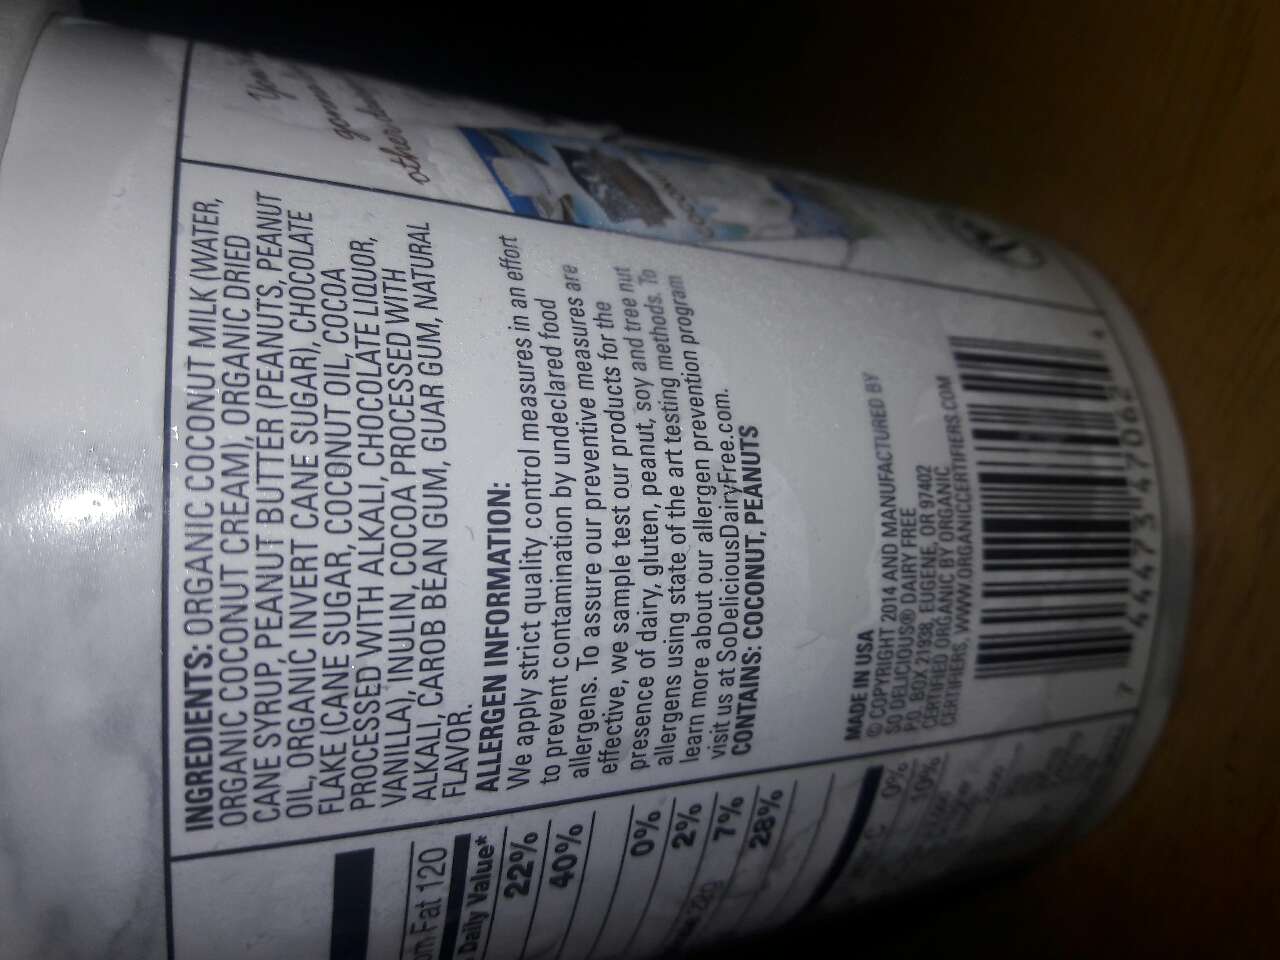 INGREDIENTS: ORGANIC COCONUT MILK (WATER,
ORGANIC COCONUT CREAM), ORGANIC DRIED
CANE SYRUP, PEANUT BUTTER (PEANUTS, PEANUT
OIL, ORGANIC INVERT CANE SUGAR), CHOCOLATE
FLAKE (CANE SUGAR, COCONUT OIL, COCOA
PROCESSED WITH ALKALI, CHOCOLATE LIQUOR,
VANILLA), INULIN, COCOA PROCESSED WITH
ALKALI, CAROB BEAN GUM, GUAR GUM, NATURAL
FLAVOR.
ALLERGEN INFORMATION:
We apply strict quality control measures in an effort
to prevent contamination by undeclared food
allergens. To assure our preventive measures are
effective, we sample test our products for the
presence of dairy, gluten, peanut, soy and tree nut
allergens using state of the art testing methods. To
learn more about our allergen prevention program
visit us at SoDeliciousDairyFree.com.
CONTAINS: COCONUT, PEANUTS
MADE IN USA
© COPYRIGHT 2014 AND MANUFACTURED BY
SO DELICIOUS® DAIRY FREE
P.O. BOX 21938, EUGENE, OR 97402
CERTIFIED ORGANIC BY ORGANIC
CERTIFIERS, WWW.ORGANICCERTIFIERS.COM
Fat 120
Daily Value*
22%
40%
0%
2%
7%
28%
C 0%
10%
other